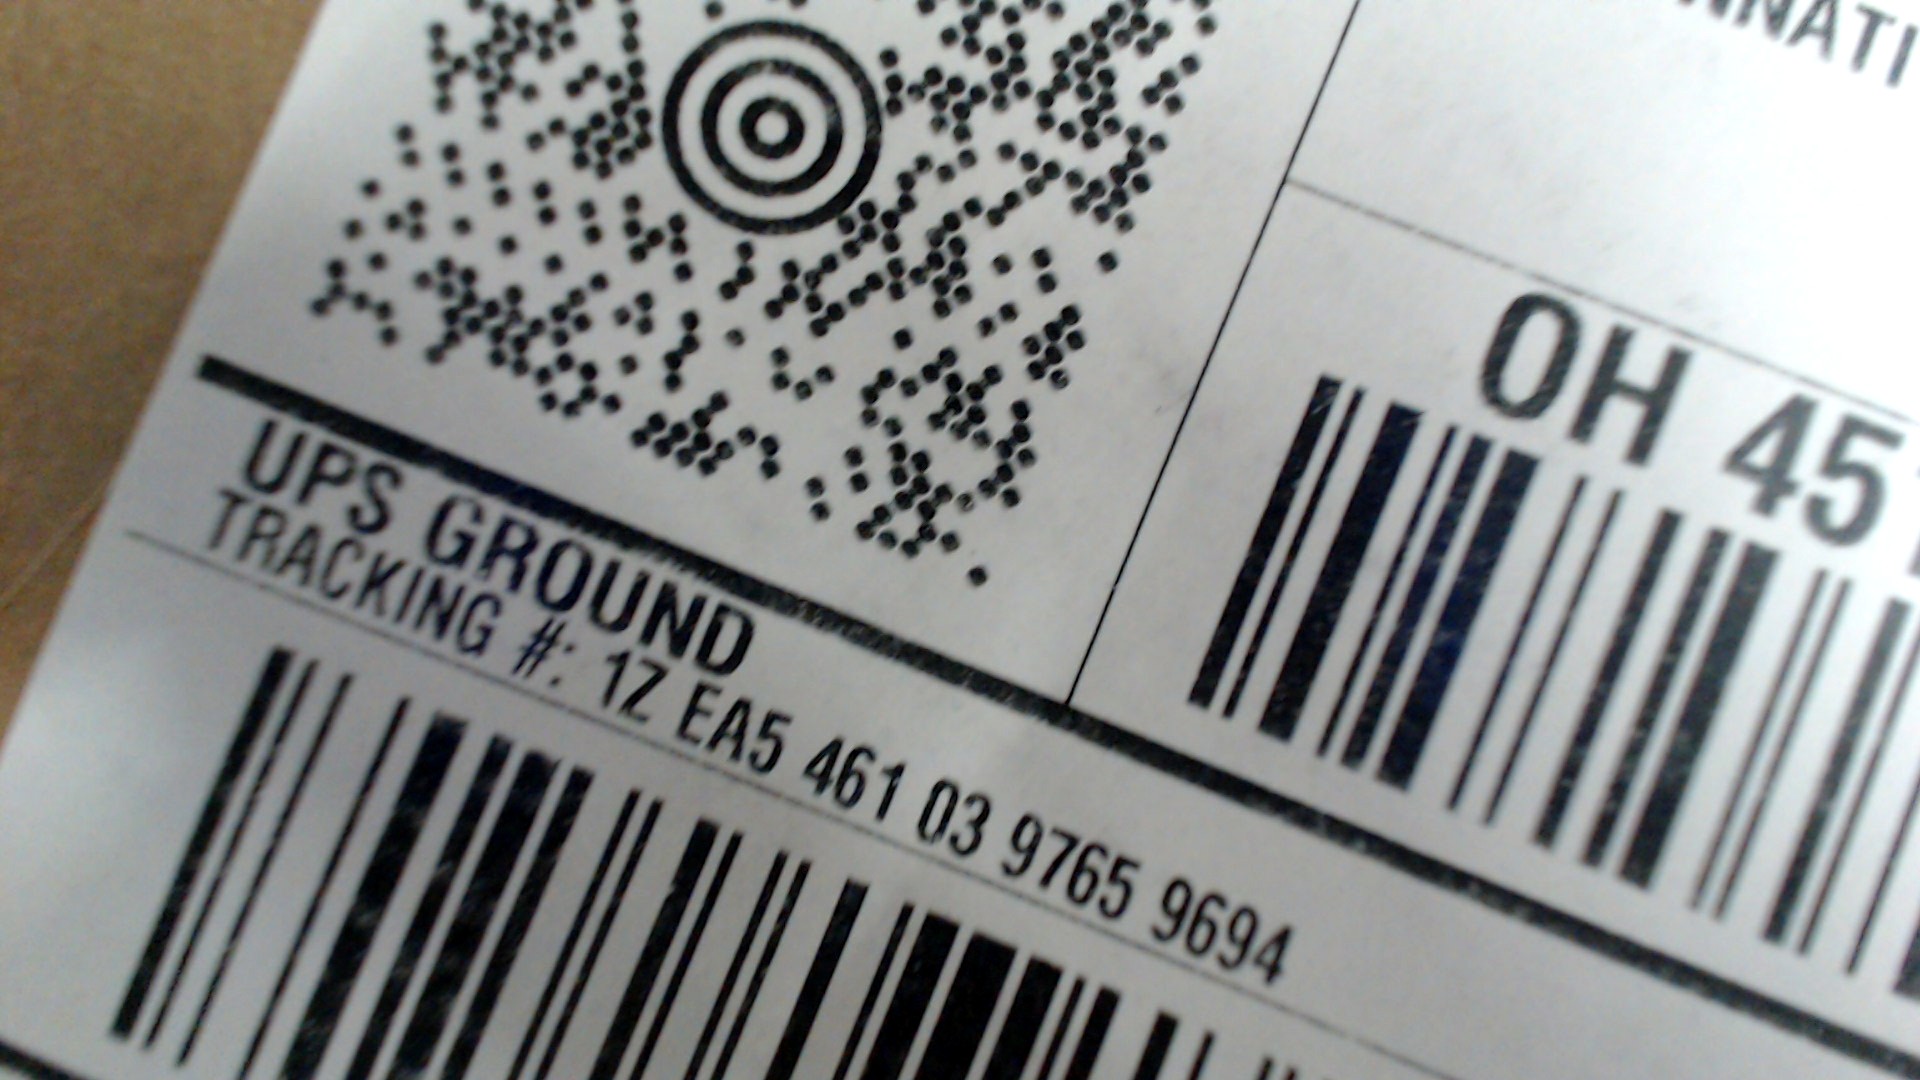 OH 45
UPS GROUND
TRACKING #: 1Z EA5 461 03 9765 9694